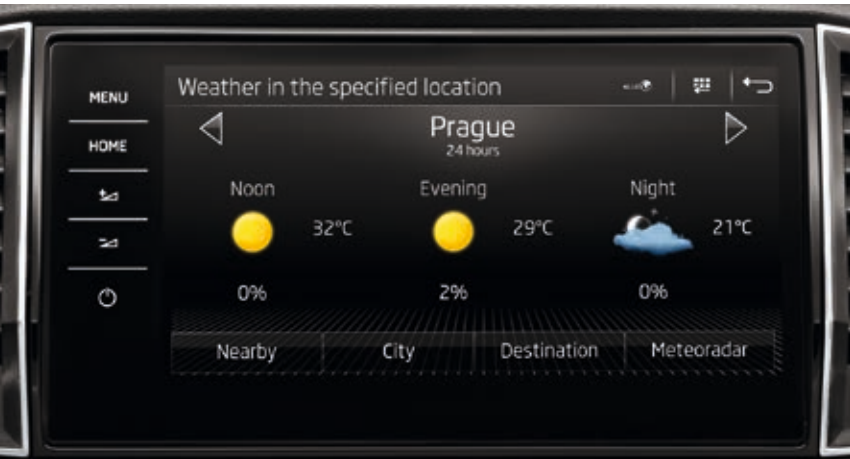 MENU
HOME
Weather in the specified location
Prague
24 hours
Noon Evening Night
32°C 29°C 21°C
0% 2% 0%
Nearby City Destination Meteoradar